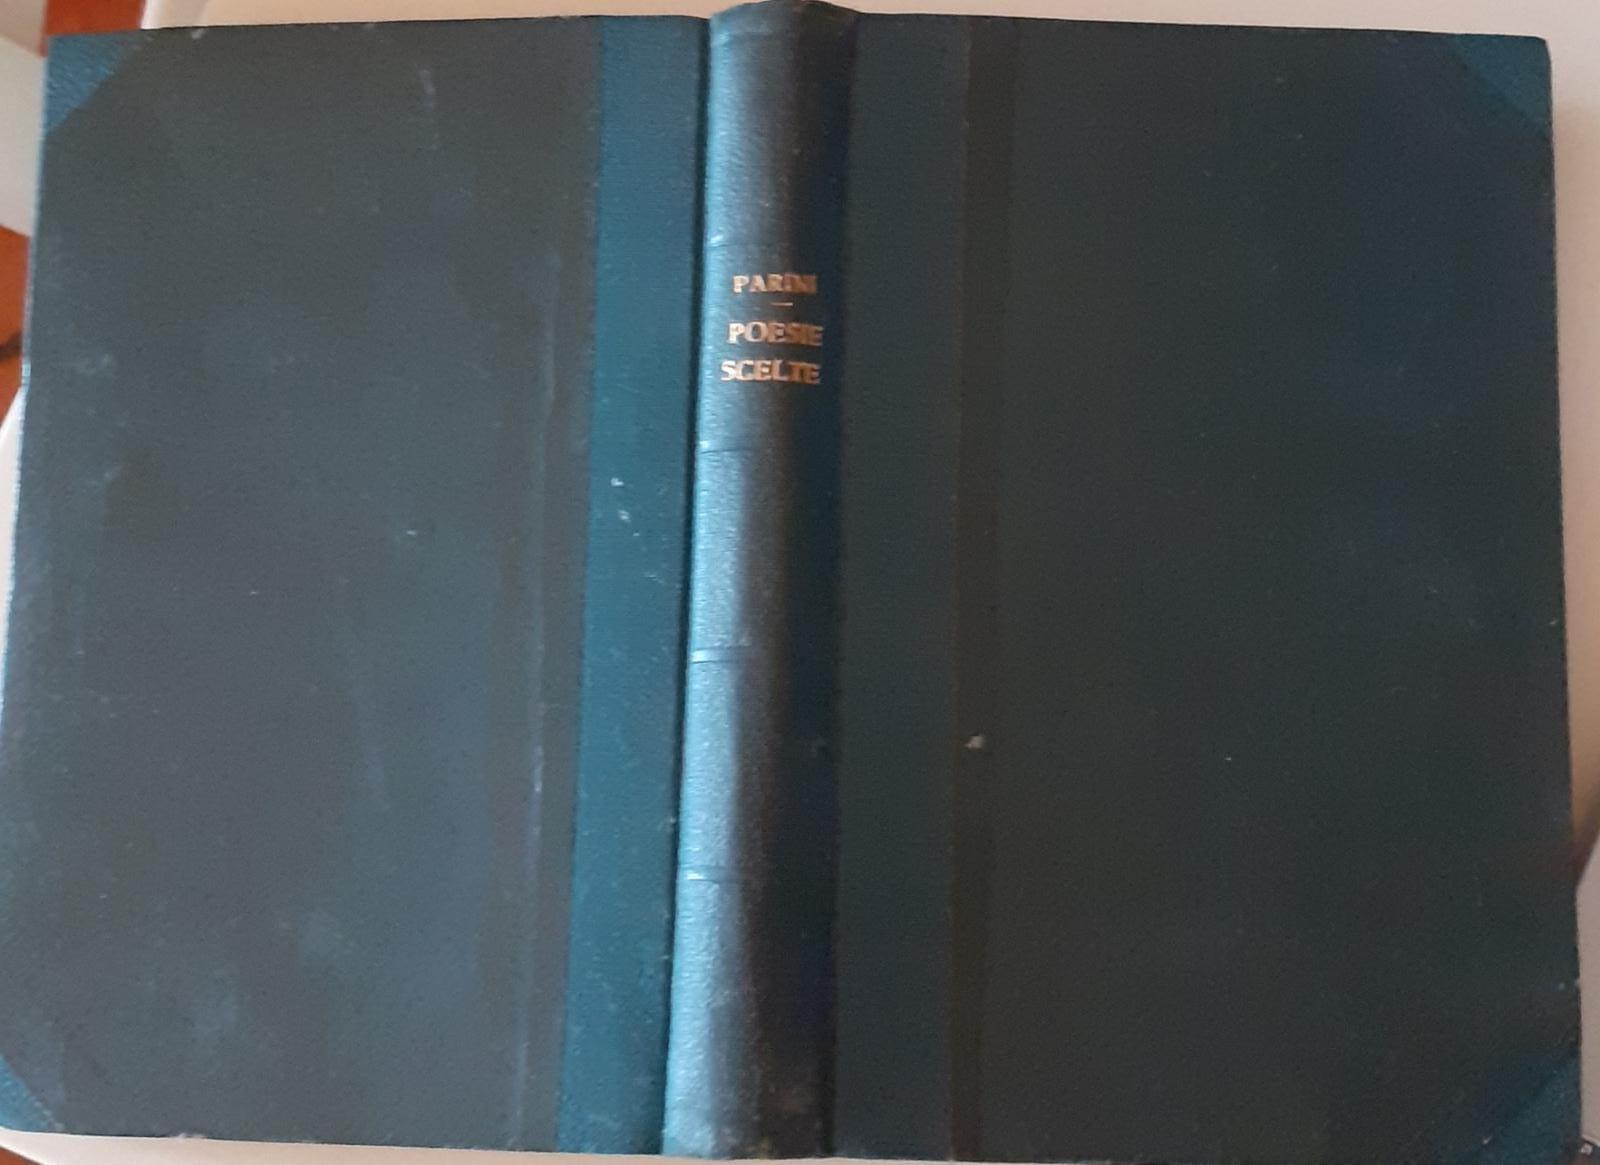 PARINI
—
POESIE
SCELTE